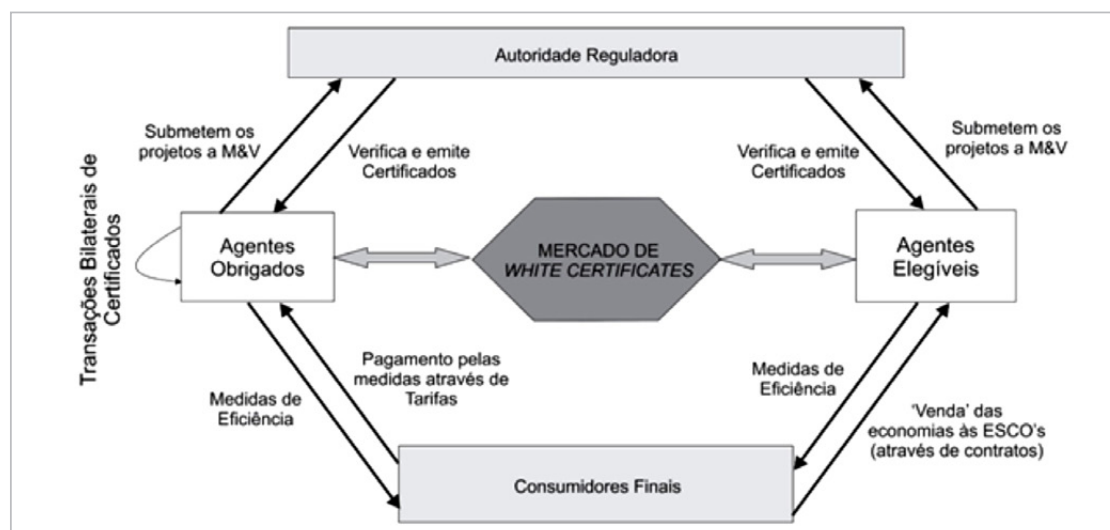 Autoridade Reguladora
Submetem os
projetos a M&V
Verifica e emite
Certificados
Verifica e emite
Certificados
Submetem os
projetos a M&V
Transações Bilaterais de
Certificados
Agentes
Obrigados
MERCADO DE
WHITE CERTIFICATES
Agentes
Elegíveis
Medidas de
Eficiência
Pagamento pelas
medidas através de
Tarifas
Medidas de
Eficiência
‘Venda’ das
economias às ESCO’s
(através de contratos)
Consumidores Finais